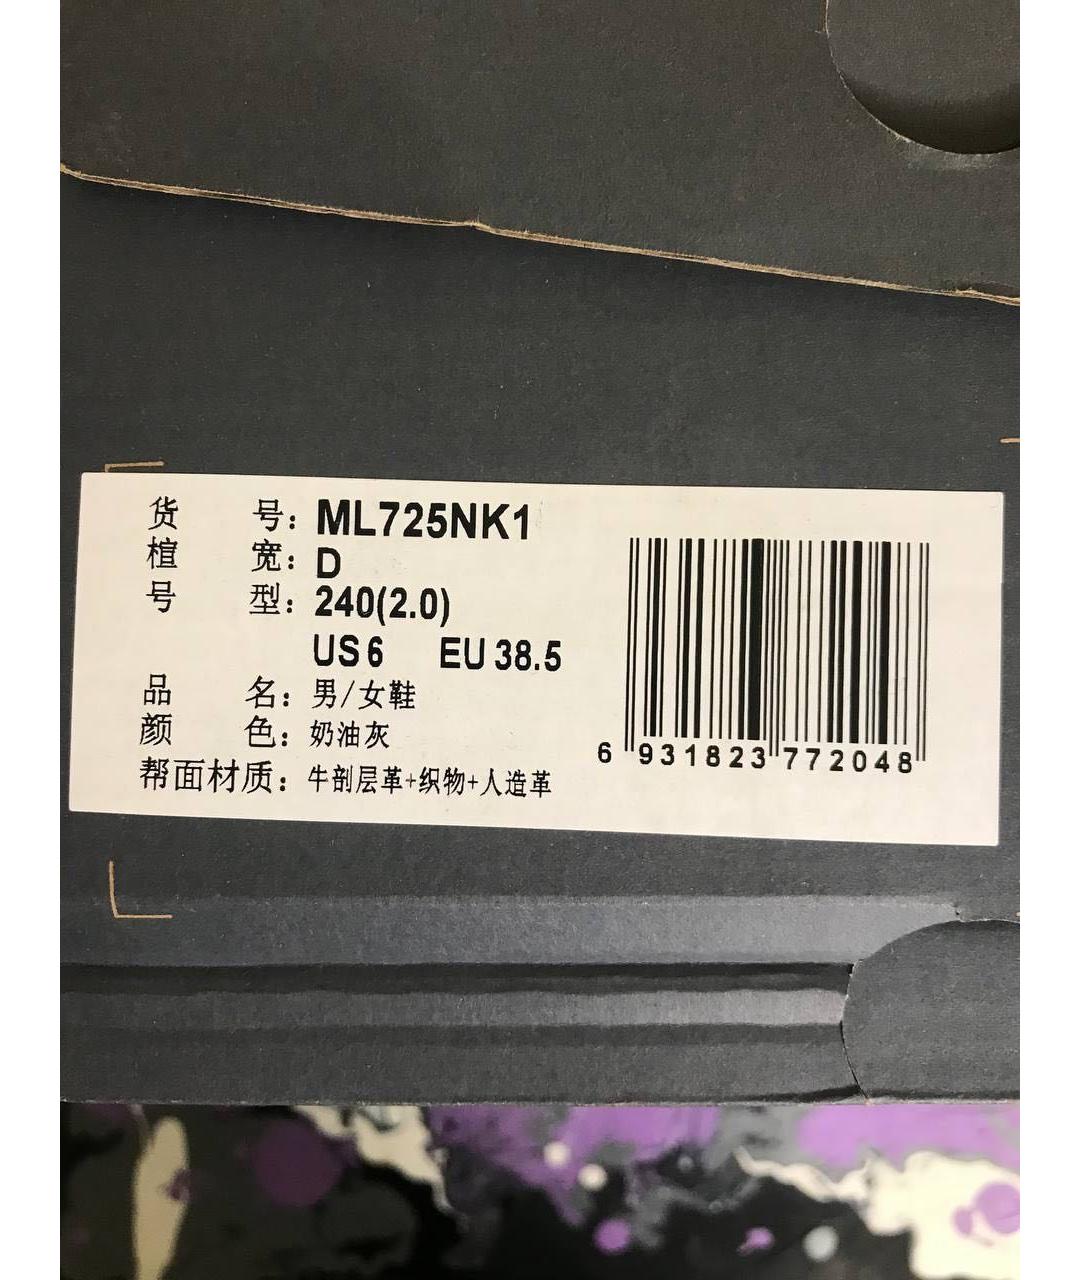 货 号：ML725NK1
楦 宽：D
号 型：240(2.0)
US 6 EU 38.5
品 名：男/女鞋
颜 色：奶油灰
帮面材质：牛剖层革+织物+人造革
6 931823 772048